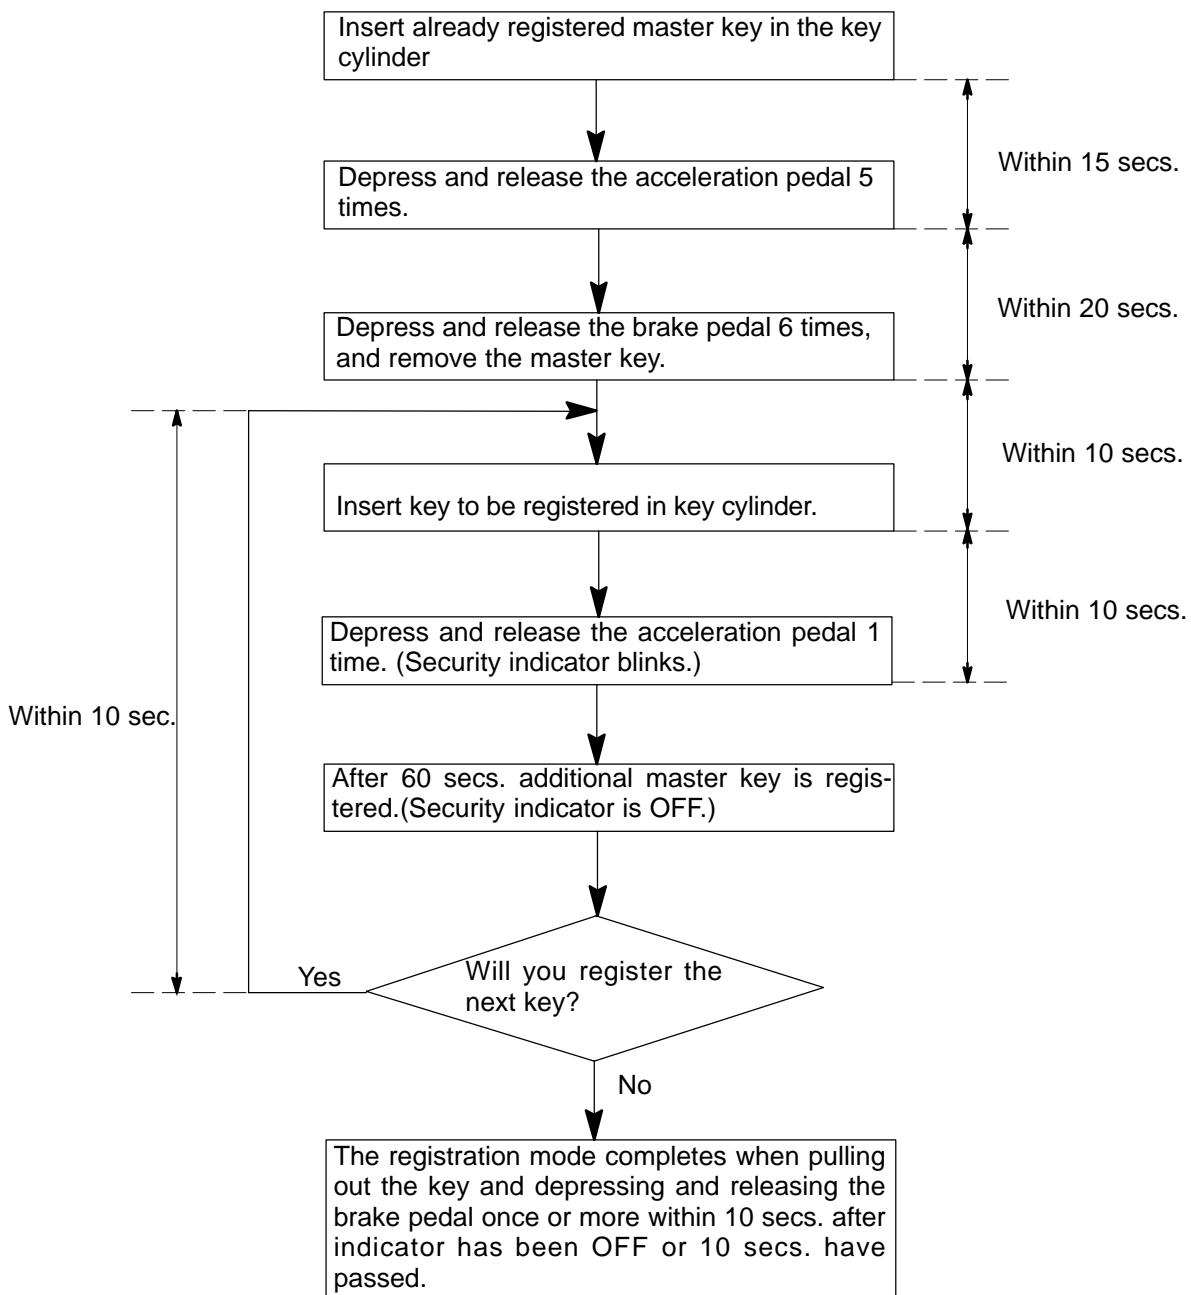 Insert already registered master key in the key
cylinder
Within 15 secs.
Depress and release the acceleration pedal 5
times.
Within 20 secs.
Depress and release the brake pedal 6 times,
and remove the master key.
Within 10 secs.
Insert key to be registered in key cylinder.
Within 10 secs.
Depress and release the acceleration pedal 1
time. (Security indicator blinks.)
Within 10 sec.
After 60 secs. additional master key is regis-
tered.(Security indicator is OFF.)
Will you register the
next key?
Yes
No
The registration mode completes when pulling
out the key and depressing and releasing the
brake pedal once or more within 10 secs. after
indicator has been OFF or 10 secs. have
passed.